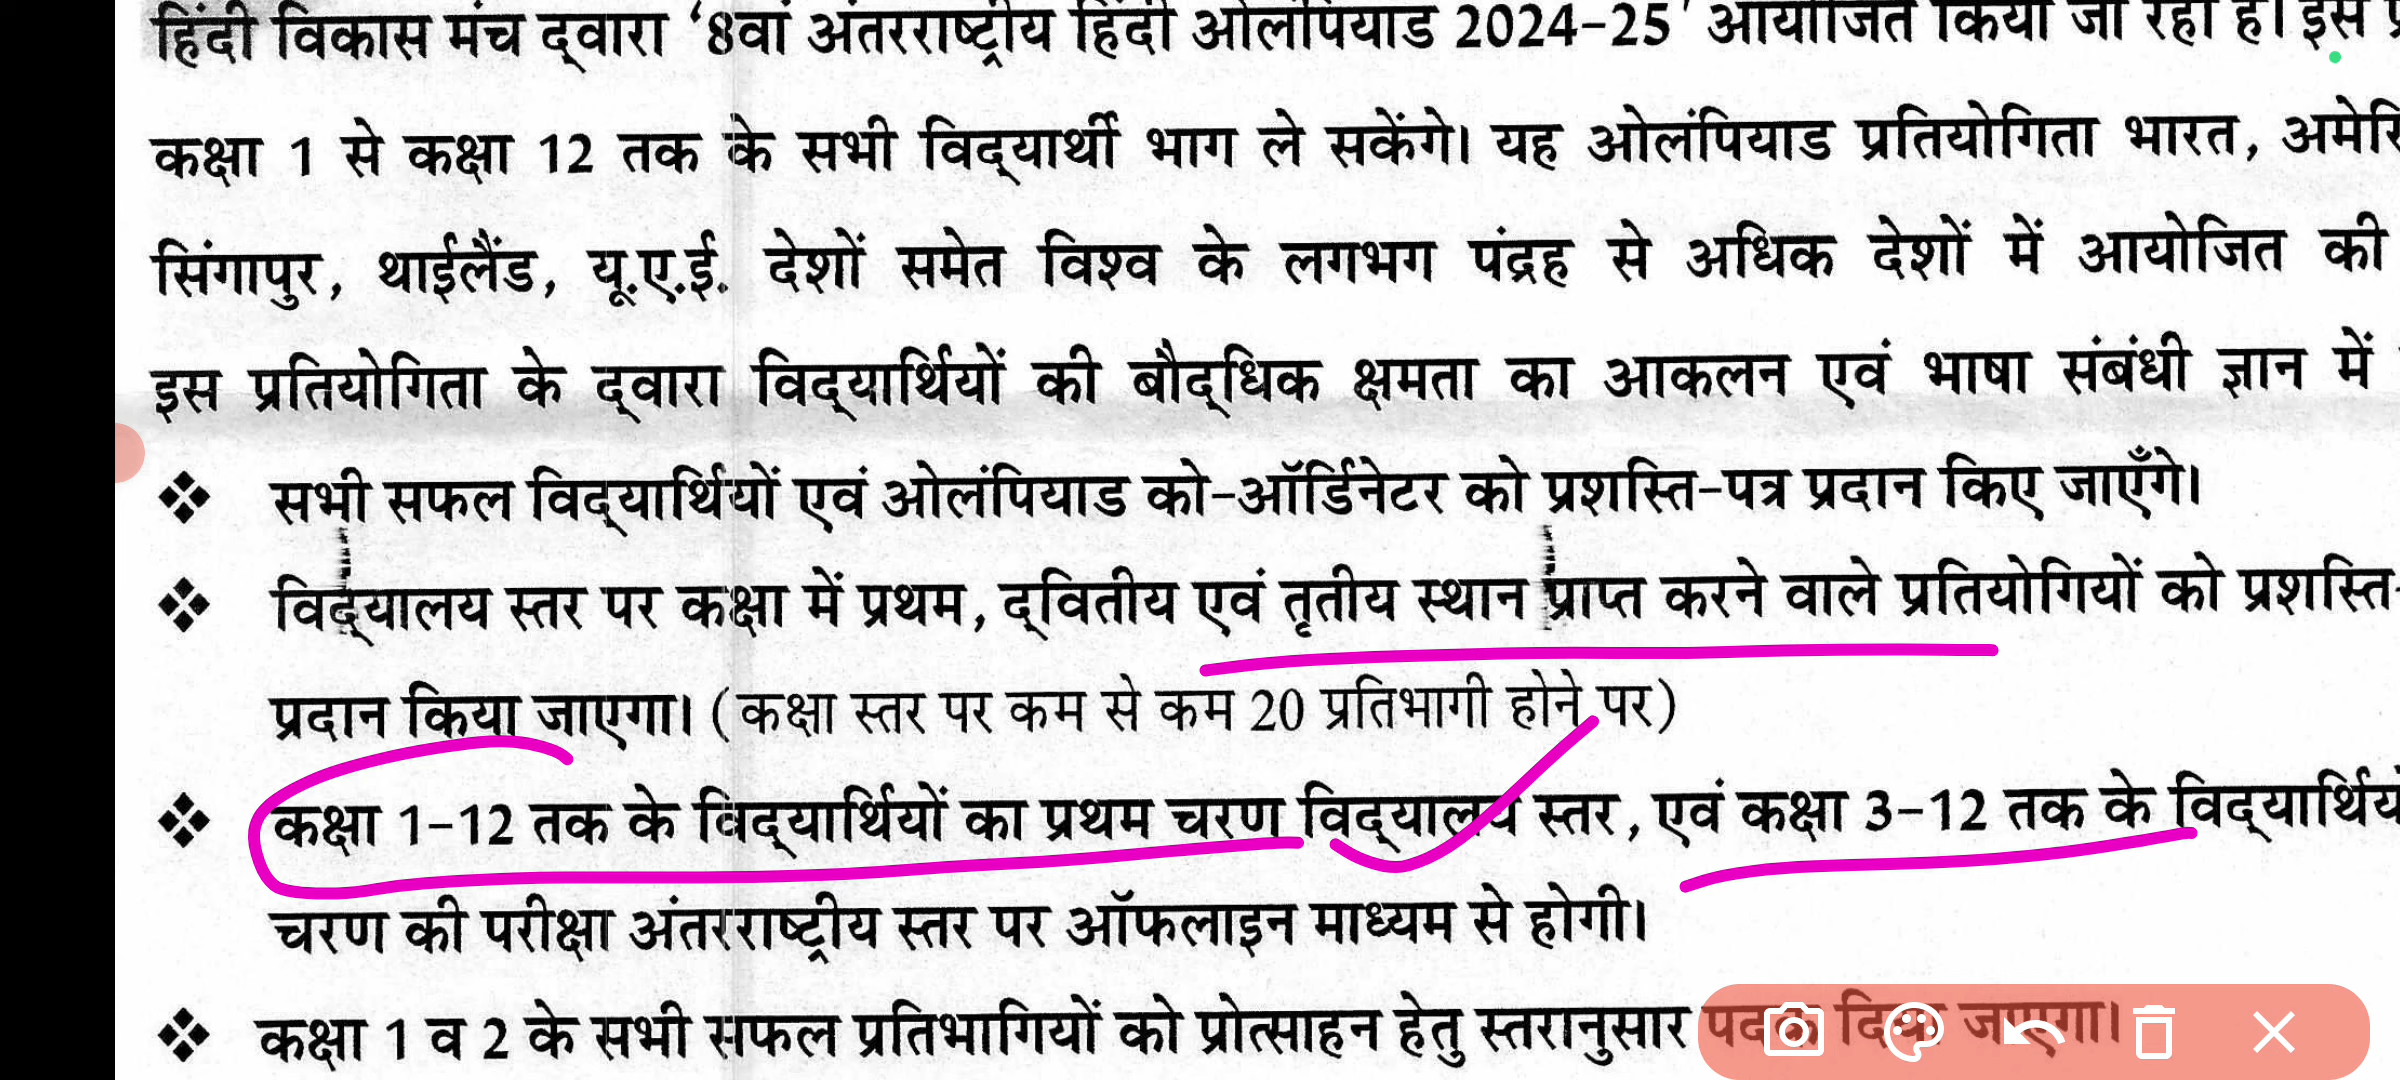 हिंदी विकास मंच द्वारा ‘8वां अंतरराष्ट्रीय हिंदी ओलंपियाड 2024-25’ आयोजित किया जा रहा है। इस
कक्षा 1 से कक्षा 12 तक के सभी विद्यार्थी भाग ले सकेंगे। यह ओलंपियाड प्रतियोगिता भारत,
सिंगापुर, थाईलैंड, यू.ए.ई. देशों समेत विश्व के लगभग पंद्रह से अधिक देशों में आयोजित की
इस प्रतियोगिता के द्वारा विद्यार्थियों की बौद्धिक क्षमता का आकलन एवं भाषा संबंधी ज्ञान में
❖ सभी सफल विद्यार्थियों एवं ओलंपियाड को-ऑर्डिनेटर को प्रशस्ति-पत्र प्रदान किए जाएँगे।
❖ विद्यालय स्तर पर कक्षा में प्रथम, द्वितीय एवं तृतीय स्थान प्राप्त करने वाले प्रतियोगियों को प्रशस्ति-
प्रदान किया जाएगा। (कक्षा स्तर पर कम से कम 20 प्रतिभागी होने पर)
❖ कक्षा 1-12 तक के विद्यार्थियों का प्रथम चरण विद्यालय स्तर, एवं कक्षा 3-12 तक के
चरण की परीक्षा अंतरराष्ट्रीय स्तर पर ऑफलाइन माध्यम से होगी।
❖ कक्षा 1 व 2 के सभी सफल प्रतिभागियों को प्रोत्साहन हेतु स्तरानुसार पदक दिया जाएगा।